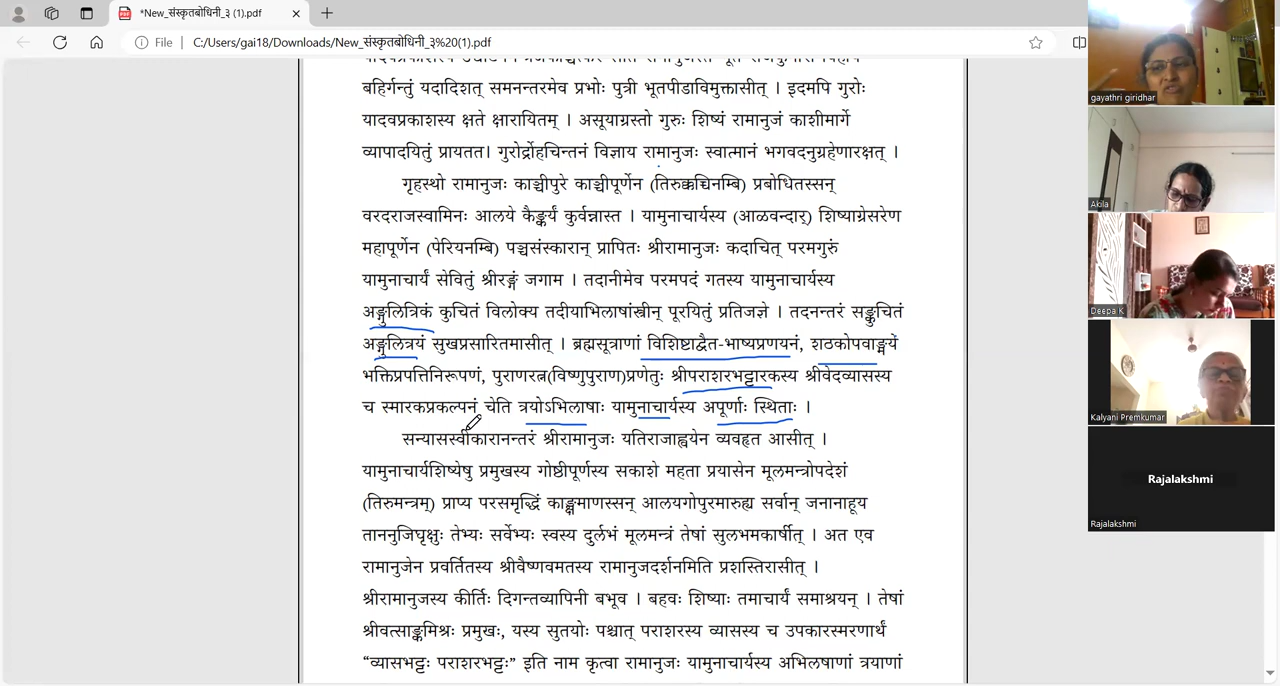 *New_संस्कृतबोधिनी_३ (1).pdf
File
C:/Users/gai18/Downloads/New_संस्कृतबोधिनी_३%20(1).pdf
बहिर्गन्तुं यदादिशत् समनन्तरमेव प्रभोः पुत्री भूतपीडाविमुक्तासीत् । इदमपि गुरोः
यादवप्रकाशस्य क्षते क्षारायितम् । असूयाग्रस्तो गुरुः शिष्यं रामानुजं काशीमार्गे
व्यापादयितुं प्रायतत। गुरोर्द्रोहचिन्तनं विज्ञाय रामानुजः स्वात्मानं भगवदनुग्रहेणारक्षत् ।
गृहस्थो रामानुजः काञ्चीपुरे काञ्चीपूर्णेन (तिरुक्कच्चिनम्बि) प्रबोधितस्सन्
वरदराजस्वामिनः आलये कैङ्कर्यं कुर्वन्नास्त । यामुनाचार्यस्य (आळवन्दार्) शिष्याग्रेसरेण
महापूर्णेन (पेरियनम्बि) पञ्चसंस्कारान् प्रापितः श्रीरामानुजः कदाचित् परमगुरुं
यामुनाचार्यं सेवितुं श्रीरङ्गं जगाम । तदानीमेव परमपदं गतस्य यामुनाचार्यस्य
अङ्गुलित्रिकं कुचितं विलोक्य तदीयाभिलाषांस्त्रीन् पूरयितुं प्रतिजज्ञे । तदनन्तरं सङ्कुचितं
अङ्गुलित्रयं सुखप्रसारितमासीत् । ब्रह्मसूत्राणां विशिष्टाद्वैत-भाष्यप्रणयनं, शठकोपवाङ्मये
भक्तिप्रपत्तिनिरूपणं, पुराणरत्न(विष्णुपुराण)प्रणेतुः श्रीपराशरभट्टारकस्य श्रीवेदव्यासस्य
च स्मारकप्रकल्पनं चेति त्रयोऽभिलाषाः यामुनाचार्यस्य अपूर्णाः स्थिताः ।
सन्यासस्वीकारानन्तरं श्रीरामानुजः यतिराजाह्वयेन व्यवहृत आसीत् ।
यामुनाचार्यशिष्येषु प्रमुखस्य गोष्ठीपूर्णस्य सकाशे महता प्रयासेन मूलमन्त्रोपदेशं
(तिरुमन्त्रम्) प्राप्य परसमृद्धिं काङ्क्षमाणस्सन् आलयगोपुरमारुह्य सर्वान् जनानाहूय
ताननुजिघृक्षुः तेभ्यः सर्वेभ्यः स्वस्य दुर्लभं मूलमन्त्रं तेषां सुलभमकार्षीत् । अत एव
रामानुजेन प्रवर्तितस्य श्रीवैष्णवमतस्य रामानुजदर्शनमिति प्रशस्तिरासीत् ।
श्रीरामानुजस्य कीर्तिः दिगन्तव्यापिनी बभूव । बहवः शिष्याः तमाचार्यं समाश्रयन् । तेषां
श्रीवत्साङ्कमिश्रः प्रमुखः, यस्य सुतयोः पश्चात् पराशरस्य व्यासस्य च उपकारस्मरणार्थं
“व्यासभट्टः पराशरभट्टः” इति नाम कृत्वा रामानुजः यामुनाचार्यस्य अभिलषाणां त्रयाणां
gayathri giridhar
Akila
Deepa K
Kalyani Premkumar
Rajalakshmi
Rajalakshmi